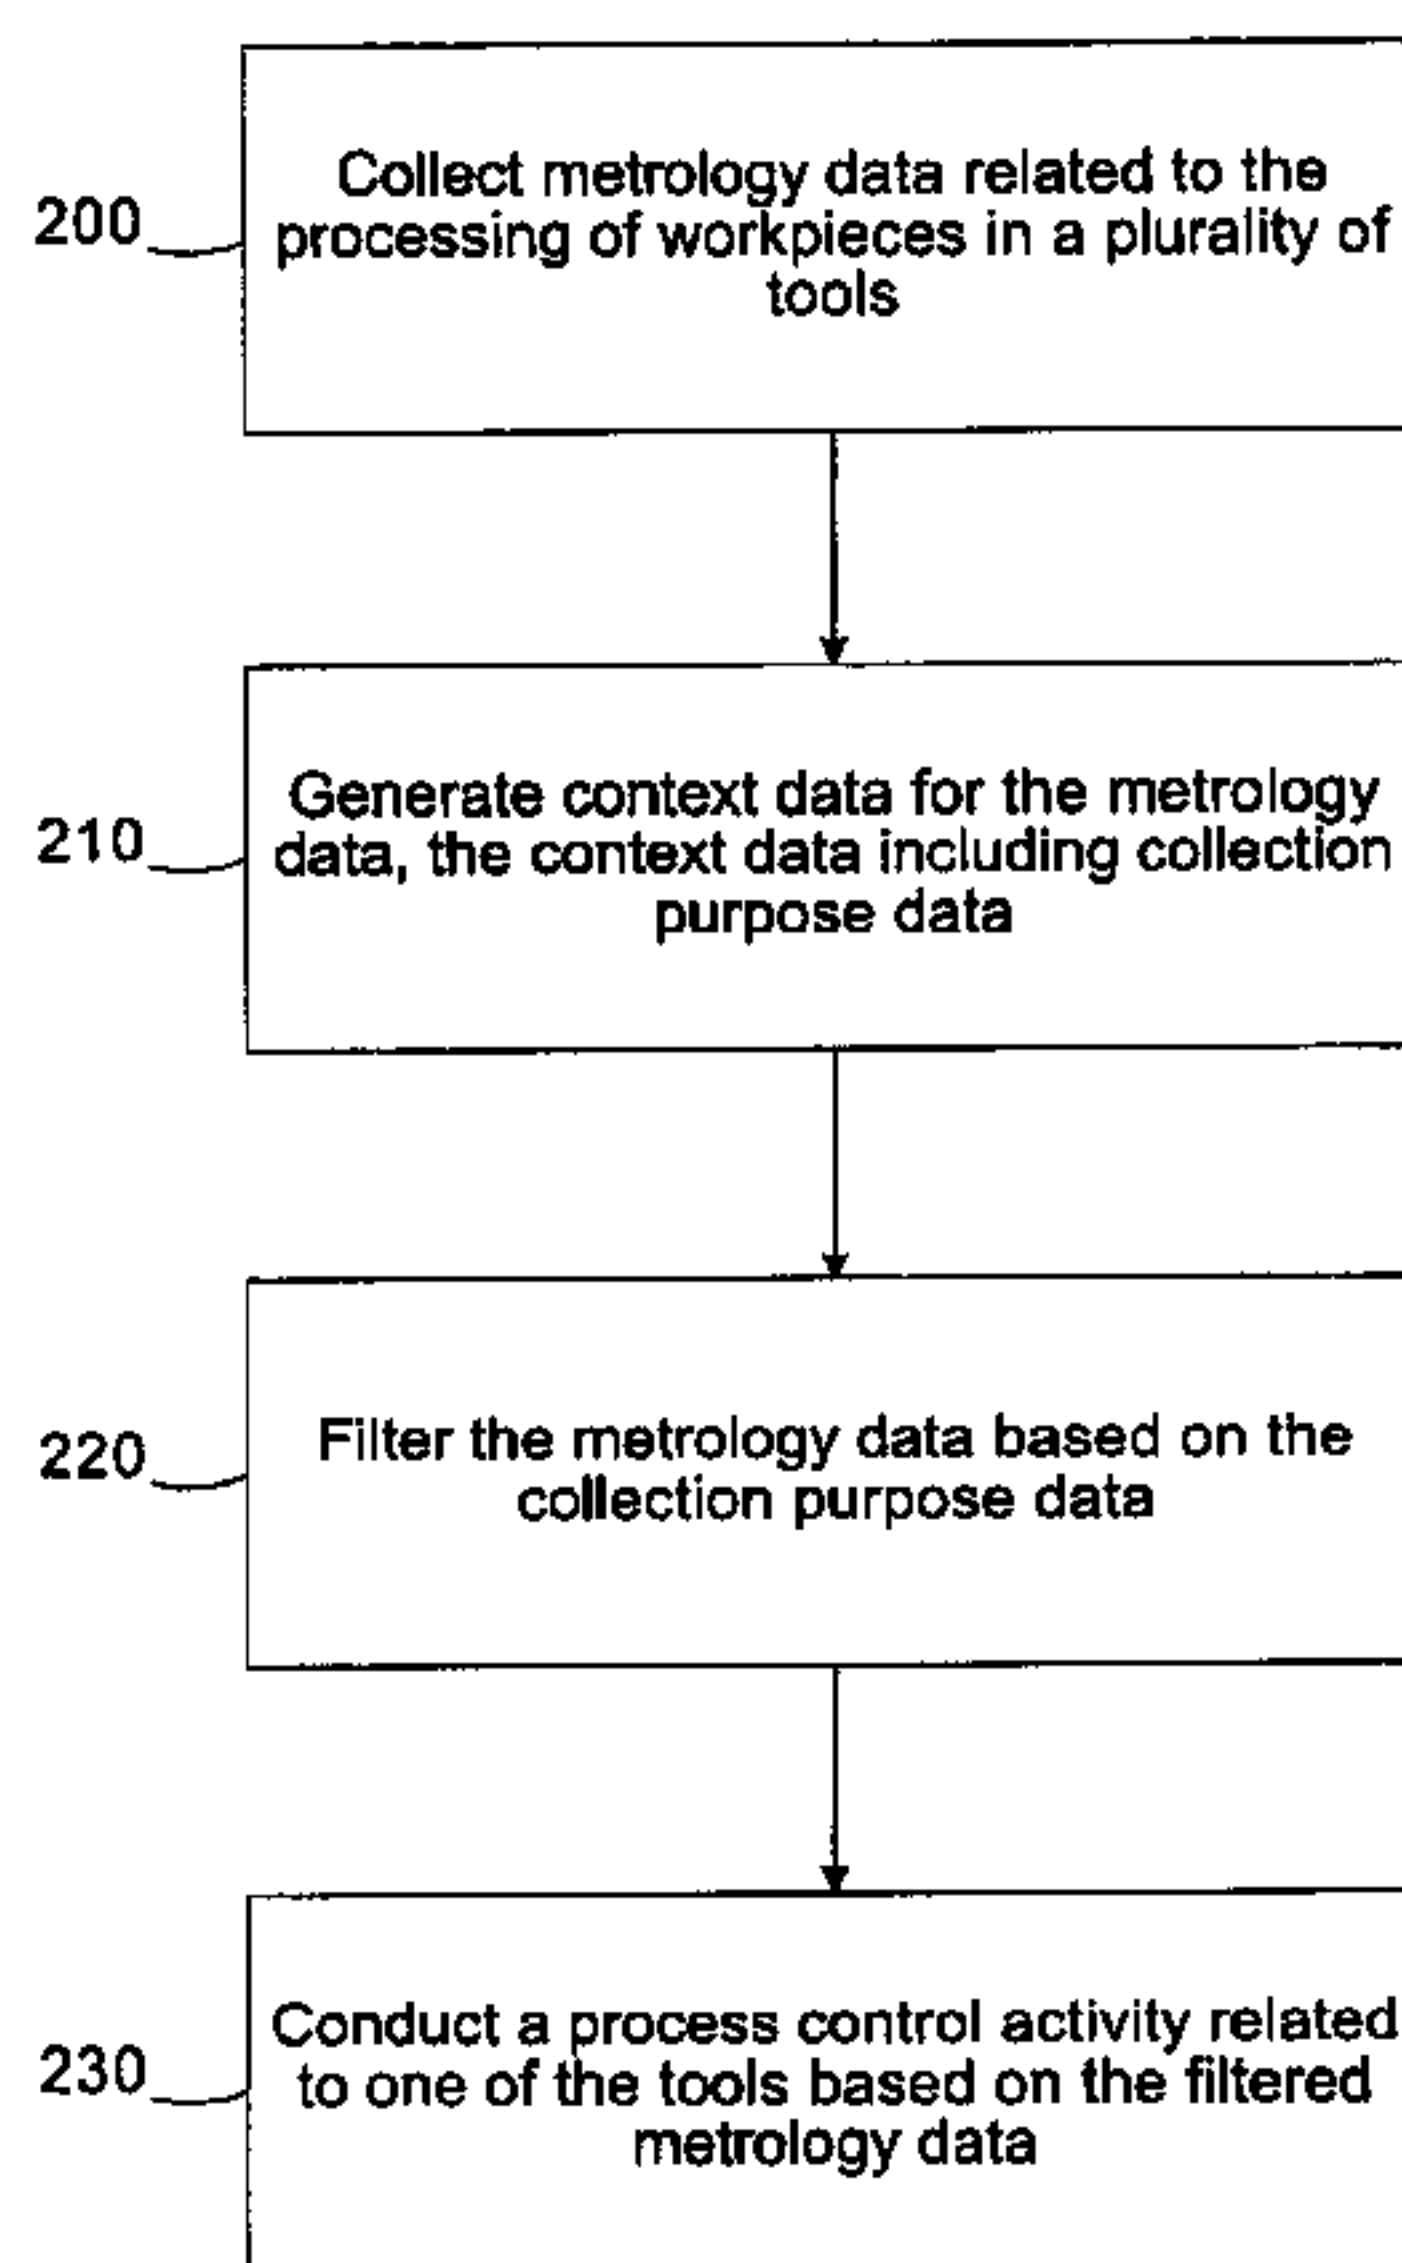 Collect metrology data related to the
200
processing of workpieces in a plurality of
tools
Generate context data for the metrology
210
data, the context data including collection
purpose data
Filter the metrology data based on the
220
collection purpose data
Conduct a process control activity related
230
to one of the tools based on the filtered
metrology data